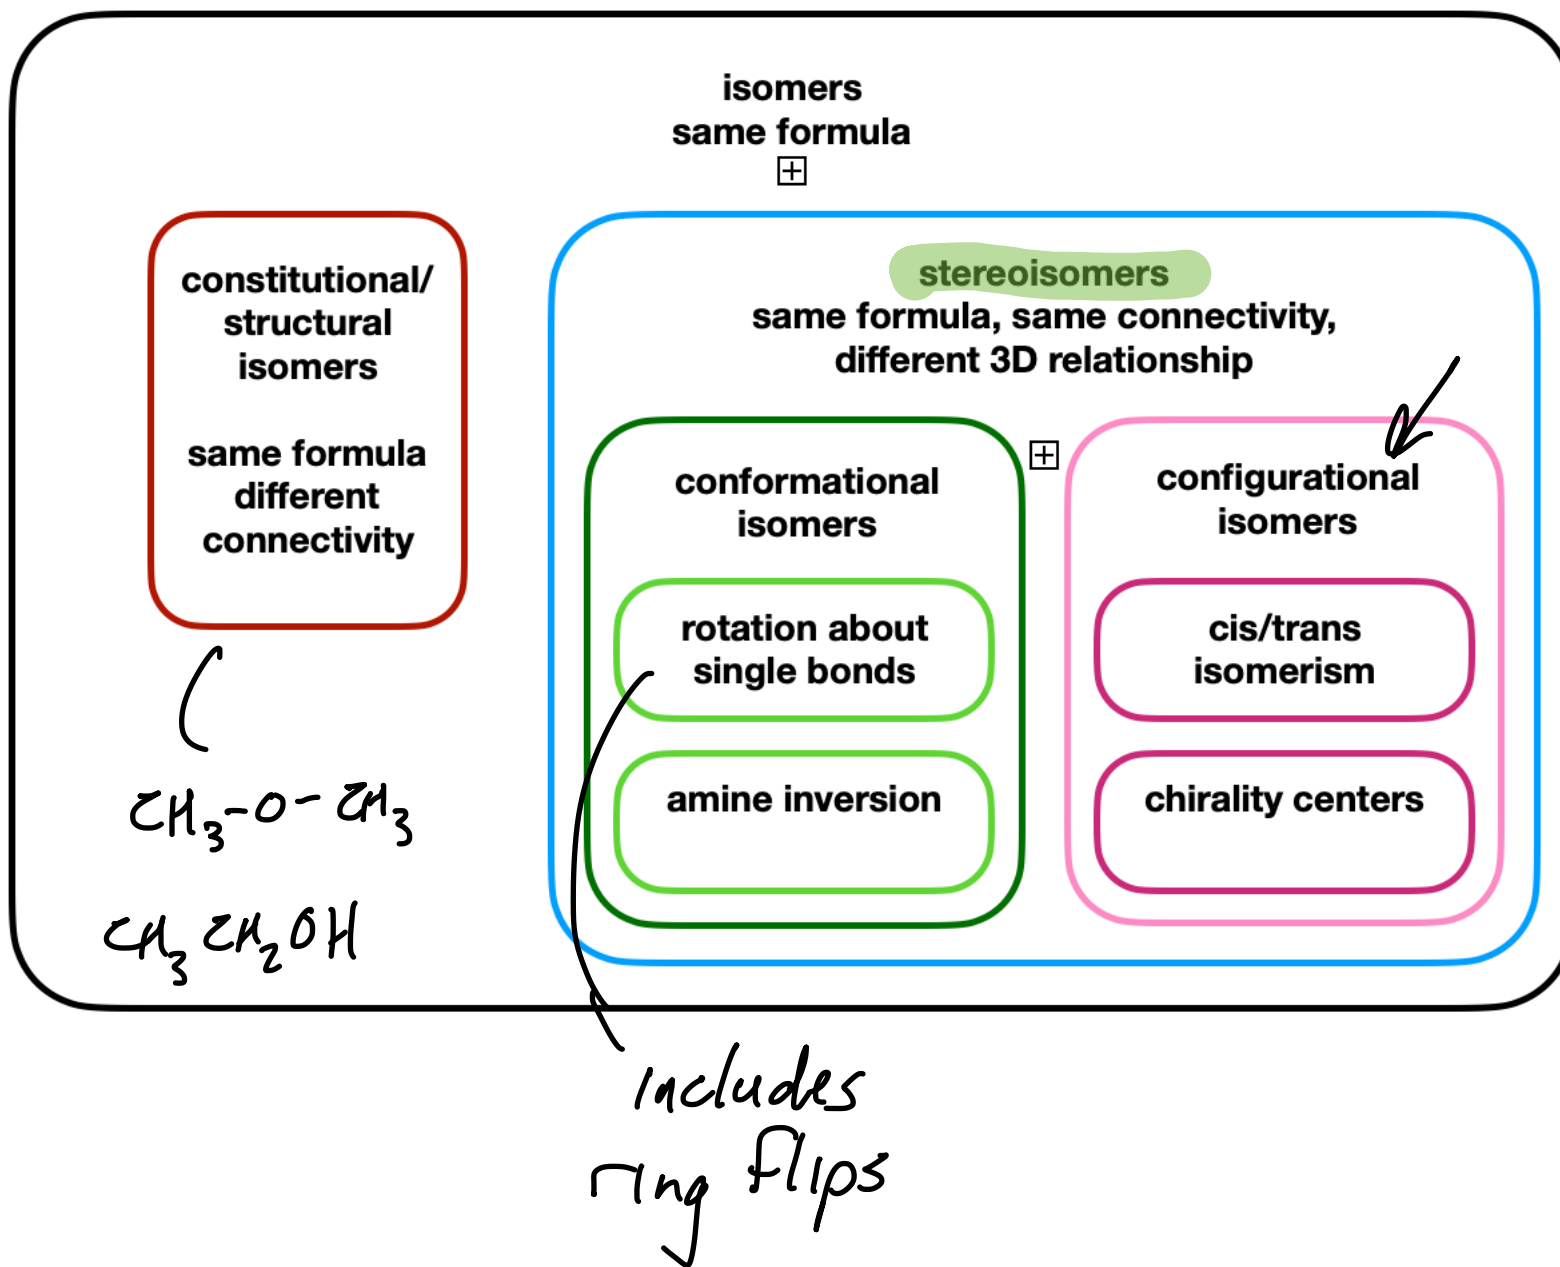 isomers
same formula
constitutional/
structural
isomers
same formula
different
connectivity
stereoisomers
same formula, same connectivity,
different 3D relationship
conformational
isomers
rotation about
single bonds
amine inversion
configurational
isomers
cis/trans
isomerism
chirality centers
CH₃-O-CH₃
CH₃CH₂OH
includes
ring flips